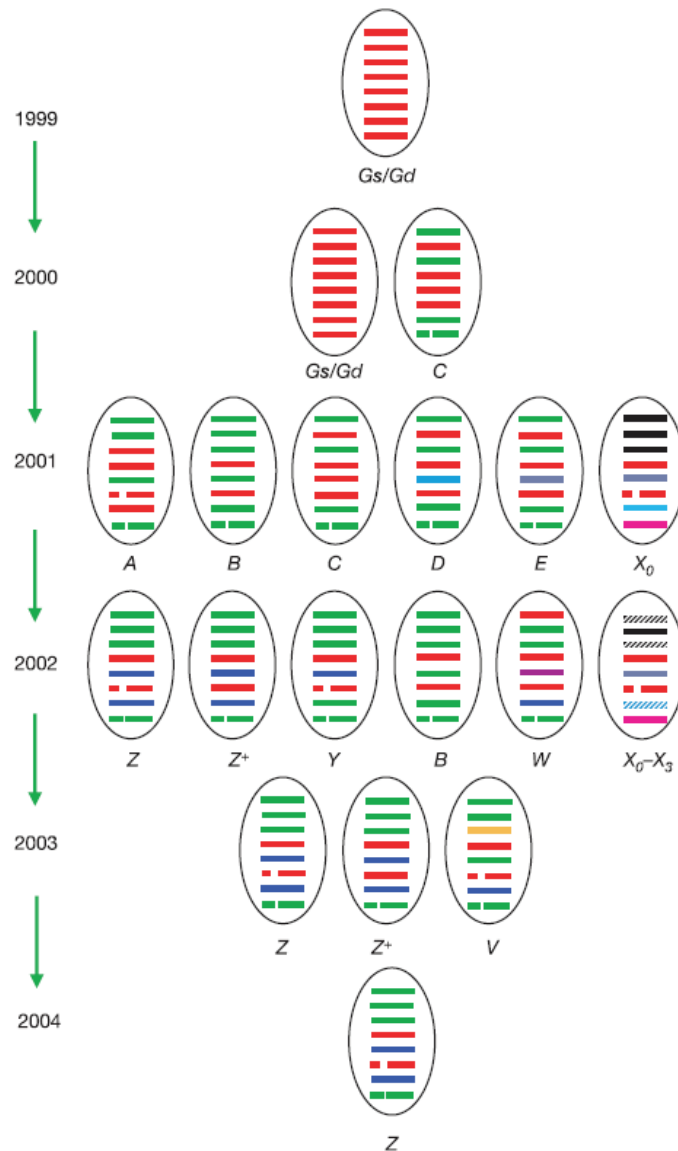 1999
Gs/Gd
2000
Gs/Gd C
2001
A B C D E X0
2002
Z Z+ Y B W X0–X3
2003
Z Z+ V
2004
Z